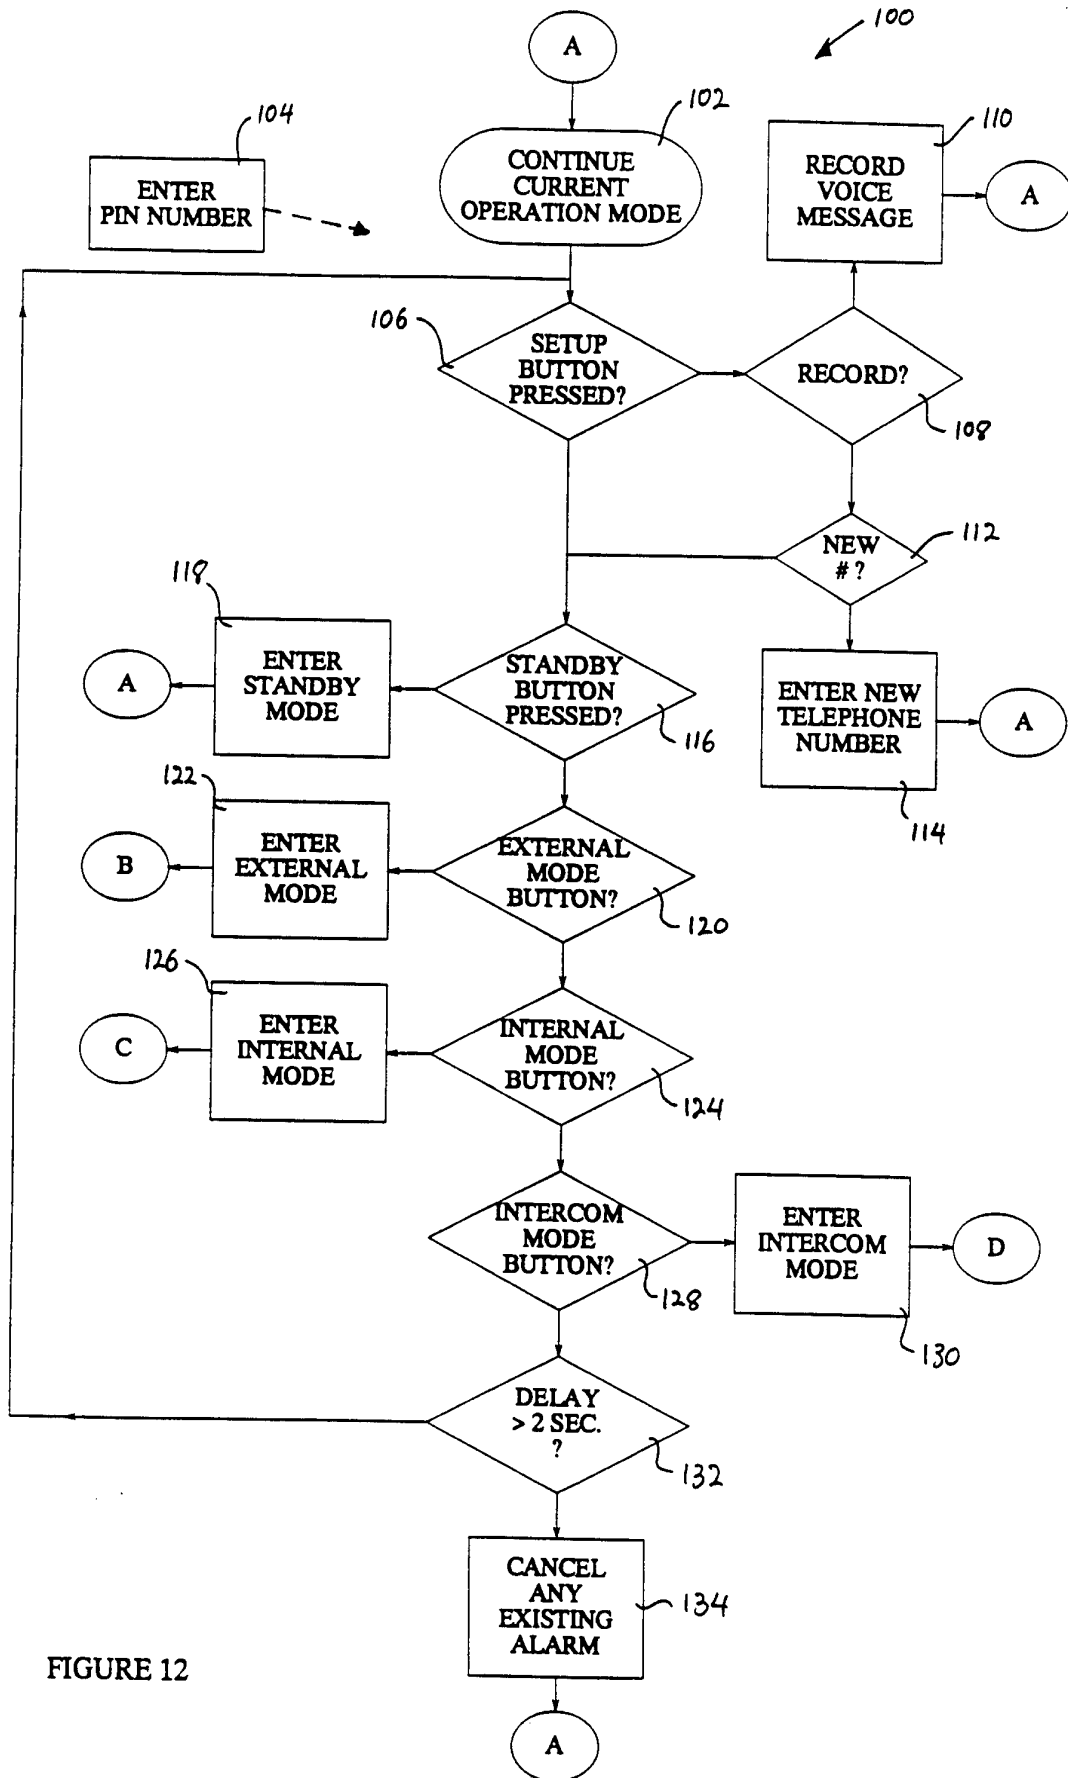 100
A
102
104
110
CONTINUE
CURRENT
OPERATION MODE
ENTER
PIN NUMBER
RECORD
VOICE
MESSAGE
A
106
SETUP
BUTTON
PRESSED?
RECORD?
108
NEW
# ?
112
118
ENTER
STANDBY
MODE
A
STANDBY
BUTTON
PRESSED?
116
ENTER NEW
TELEPHONE
NUMBER
A
114
122
ENTER
EXTERNAL
MODE
B
EXTERNAL
MODE
BUTTON?
120
126
ENTER
INTERNAL
MODE
C
INTERNAL
MODE
BUTTON?
124
INTERCOM
MODE
BUTTON?
128
ENTER
INTERCOM
MODE
D
130
DELAY
> 2 SEC.
?
132
CANCEL
ANY
EXISTING
ALARM
134
FIGURE 12
A